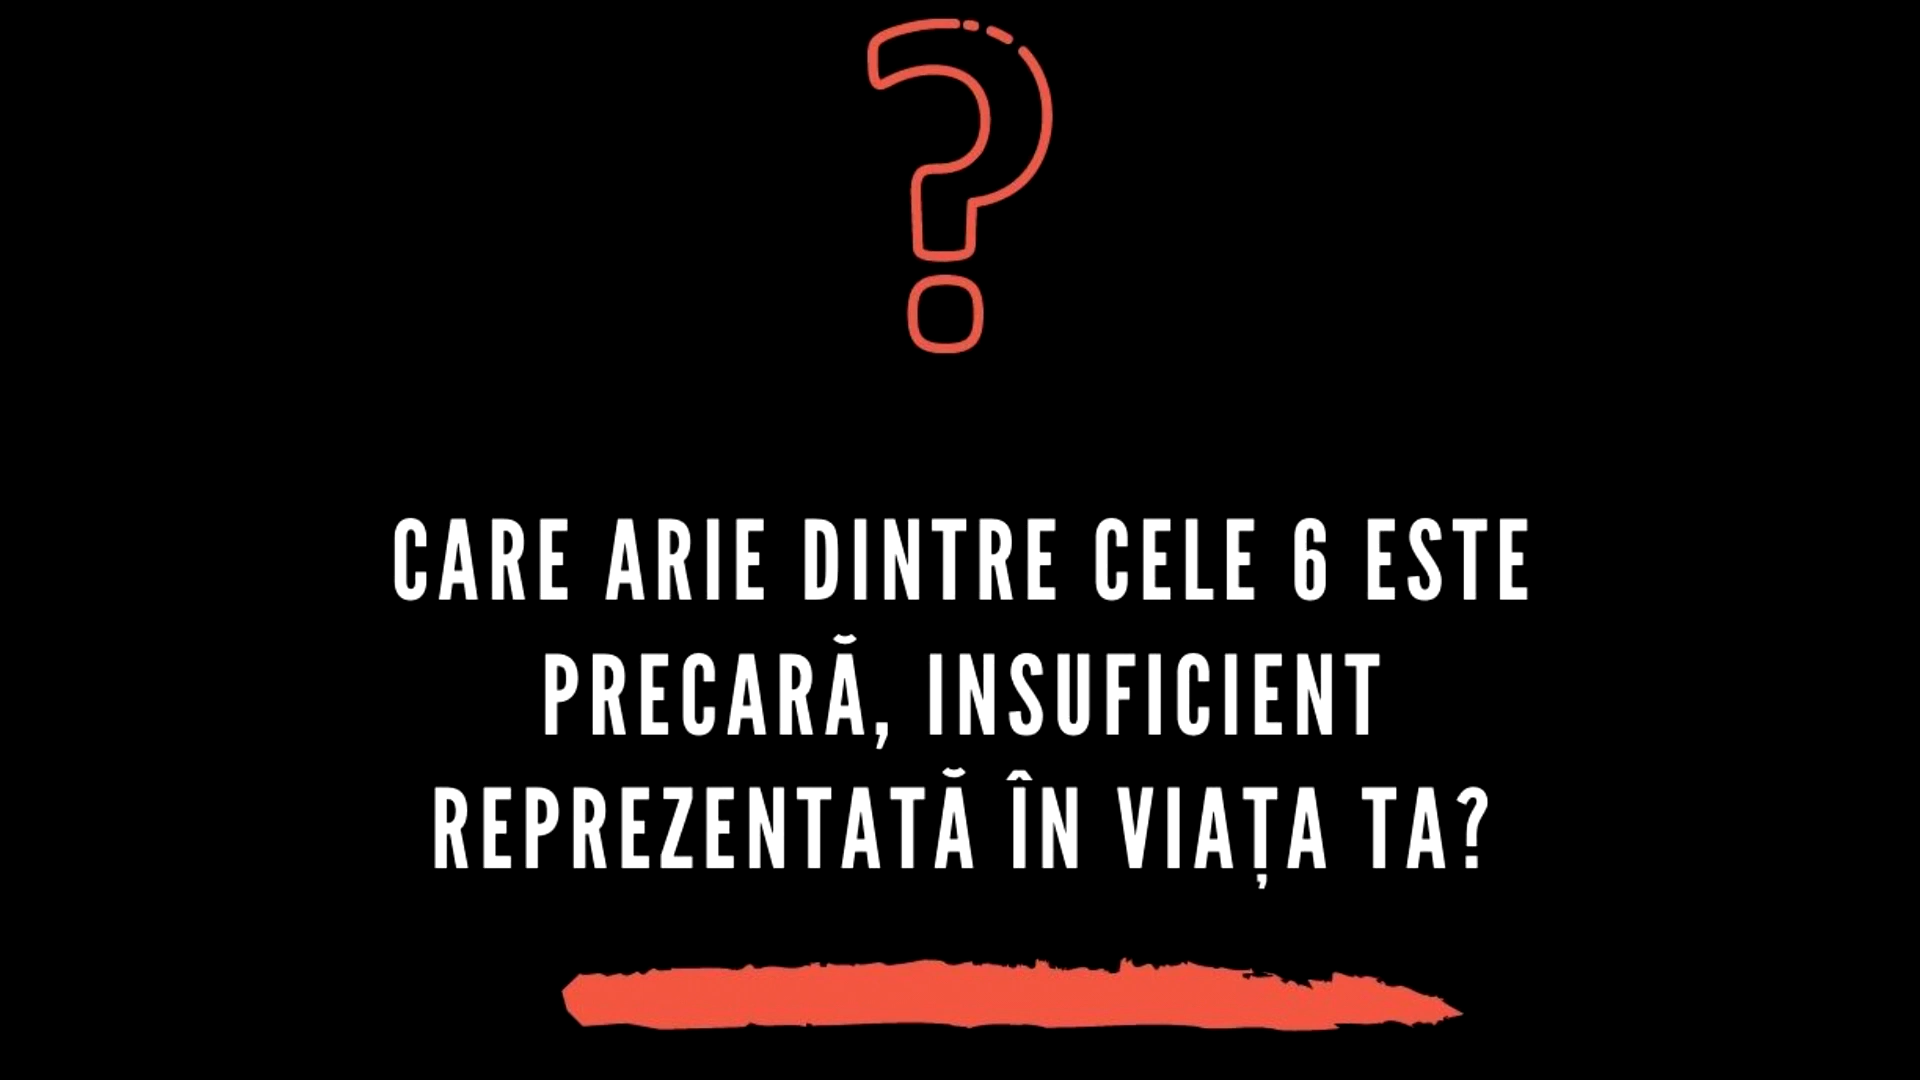 CARE ARIE DINTRE CELE 6 ESTE
PRECARĂ, INSUFICIENT
REPREZENTATĂ ÎN VIAȚA TA?